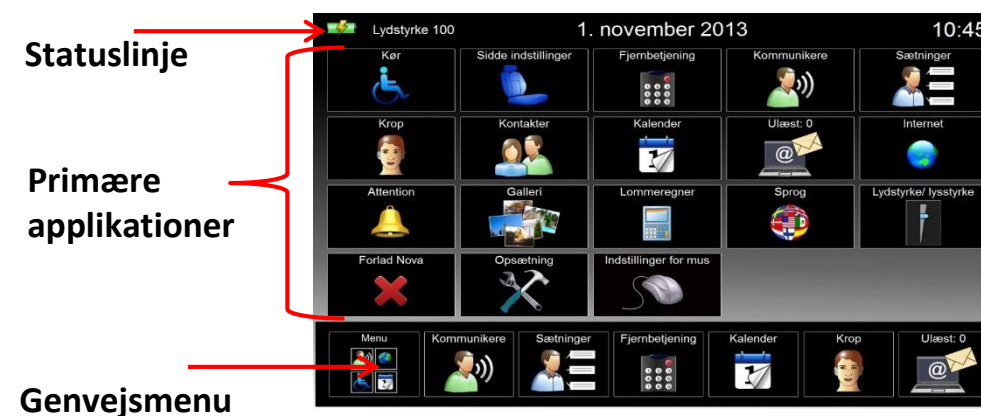 Statuslinje
Lydstyrke 100 1. november 2013 10:45
Kør Sidde indstillinger Fjernbetjening Kommunikere Sætninger
Krop Kontakter Kalender Ulæst: 0 Internet
Primære
applikationer
Attention Galleri Lommeregner Sprog Lydstyrke/ lysstyrke
Forlad Nova Opsætning Indstillinger for mus
Menu Kommunikere Sætninger Fjernbetjening Kalender Krop Ulæst: 0
Genvejsmenu